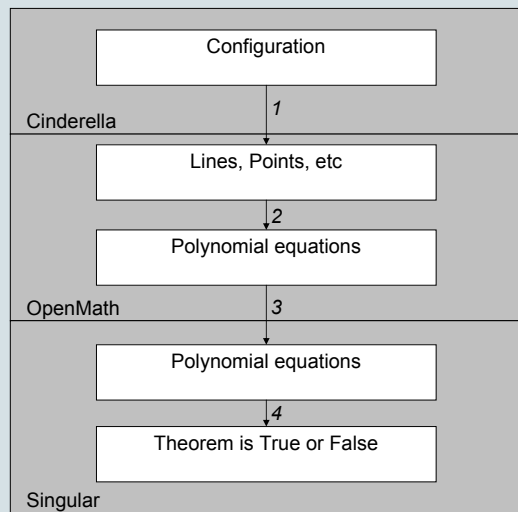 Configuration
1
Cinderella
Lines, Points, etc
2
Polynomial equations
3
OpenMath
Polynomial equations
4
Theorem is True or False
Singular